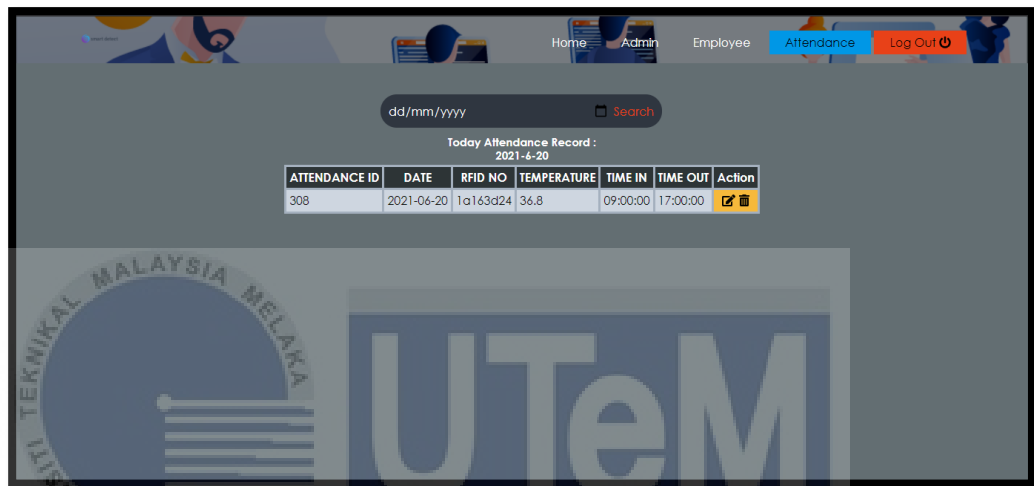 Home Admin Employee Attendance Log Out
dd/mm/yyyy Search
Today Attendance Record :
2021-6-20
ATTENDANCE ID DATE RFID NO TEMPERATURE TIME IN TIME OUT Action
308 2021-06-20 1a163d24 36.8 09:00:00 17:00:00
SITI TEKNIKAL MALAYSIA MELAKA
UTeM